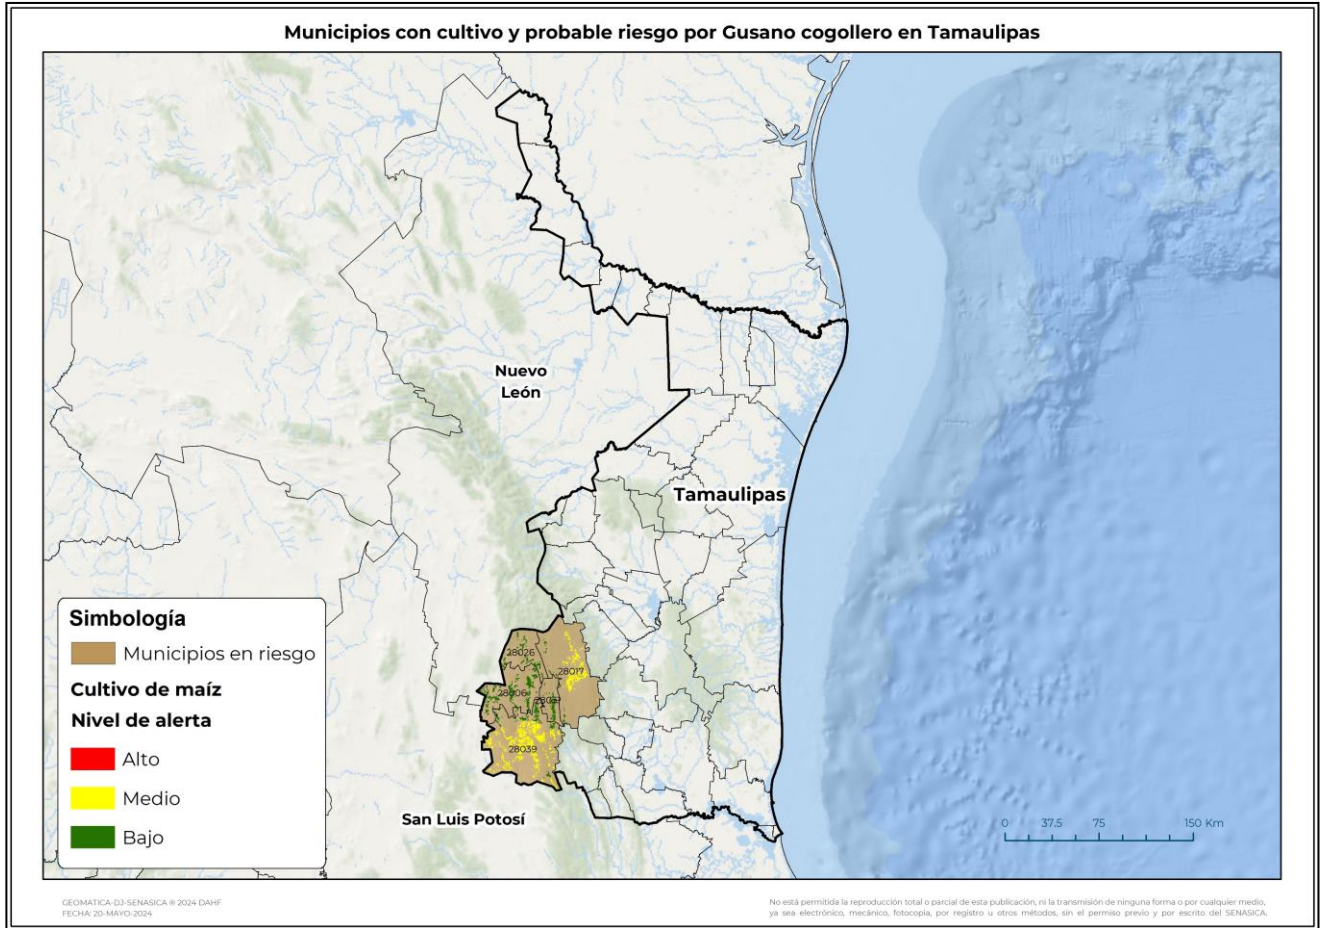 Municipios con cultivo y probable riesgo por Gusano cogollero en Tamaulipas
Nuevo
León
Tamaulipas
28026
28017
28006
28039
San Luis Potosí
Simbología
Municipios en riesgo
Cultivo de maíz
Nivel de alerta
Alto
Medio
Bajo
0 37.5 75 150 Km
GEOMATICA-DJ-SENASICA ® 2024 DAHF
FECHA: 20-MAYO-2024
No está permitida la reproducción total o parcial de esta publicación, ni la transmisión de ninguna forma o por cualquier medio,
ya sea electrónico, mecánico, fotocopia, por registro u otros métodos, sin el permiso previo y por escrito del SENASICA.